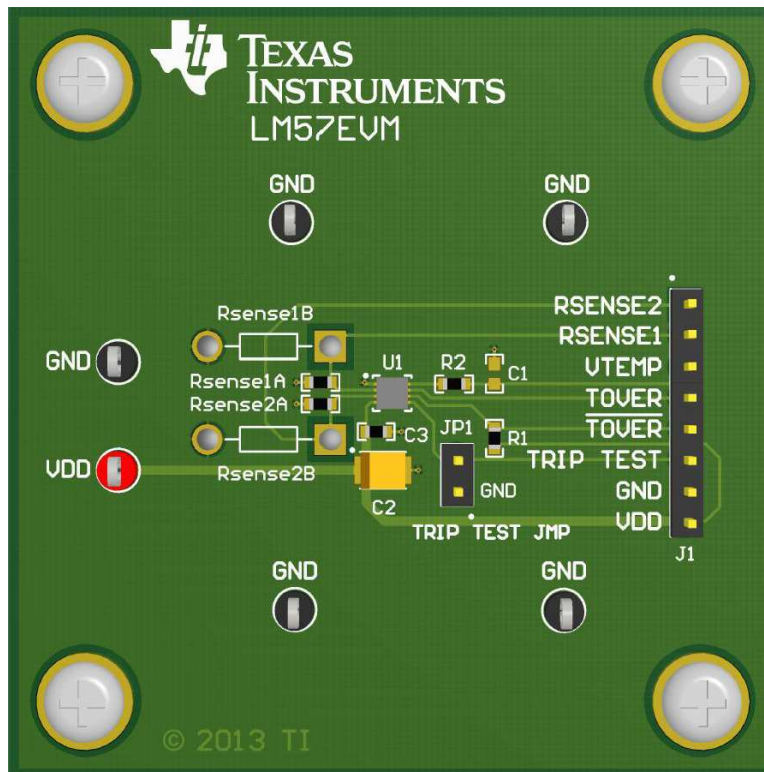 TEXAS
INSTRUMENTS
LM57EVM
GND
GND
RSENSE2
Rsense1B
RSENSE1
GND
U1
R2
C1
VTEMP
Rsense1A
Rsense2A
TOVER
JP1
TOVER
C3
R1
VDD
Rsense2B
TRIP TEST
GND
GND
C2
VDD
TRIP TEST JMP
J1
GND
GND
© 2013 TI